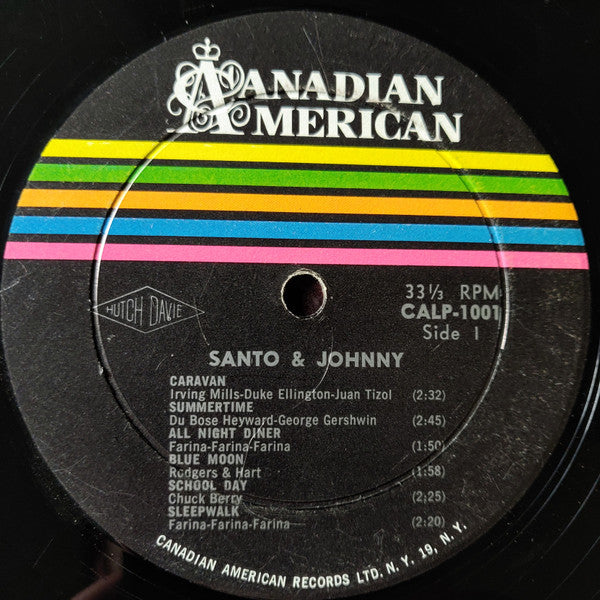 CANADIAN
AMERICAN
HUTCH DAVIE
33 1/3 RPM
CALP-1001
Side 1
SANTO & JOHNNY
CARAVAN
Irving Mills-Duke Ellington-Juan Tizol (2:32)
SUMMERTIME
Du Bose Heyward-George Gershwin (2:45)
ALL NIGHT DINER
Farina-Farina-Farina (1:50)
BLUE MOON
Rodgers & Hart (1:58)
SCHOOL DAY
Chuck Berry (2:25)
SLEEPWALK
Farina-Farina-Farina (2:20)
CANADIAN AMERICAN RECORDS LTD. N. Y. 19, N. Y.